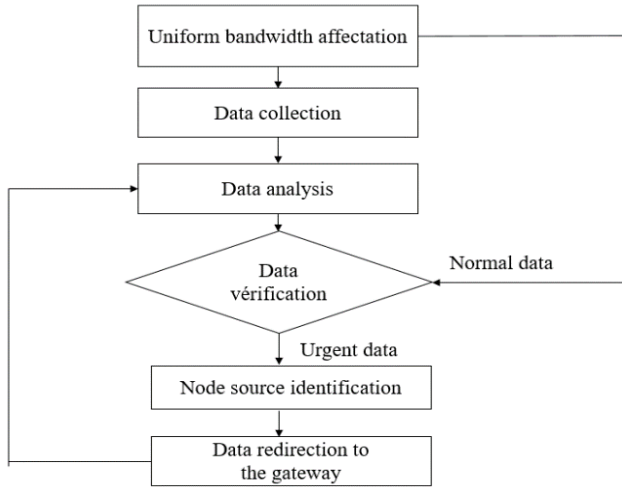 Uniform bandwidth affectation
Data collection
Data analysis
Data
vérification
Normal data
Urgent data
Node source identification
Data redirection to
the gateway